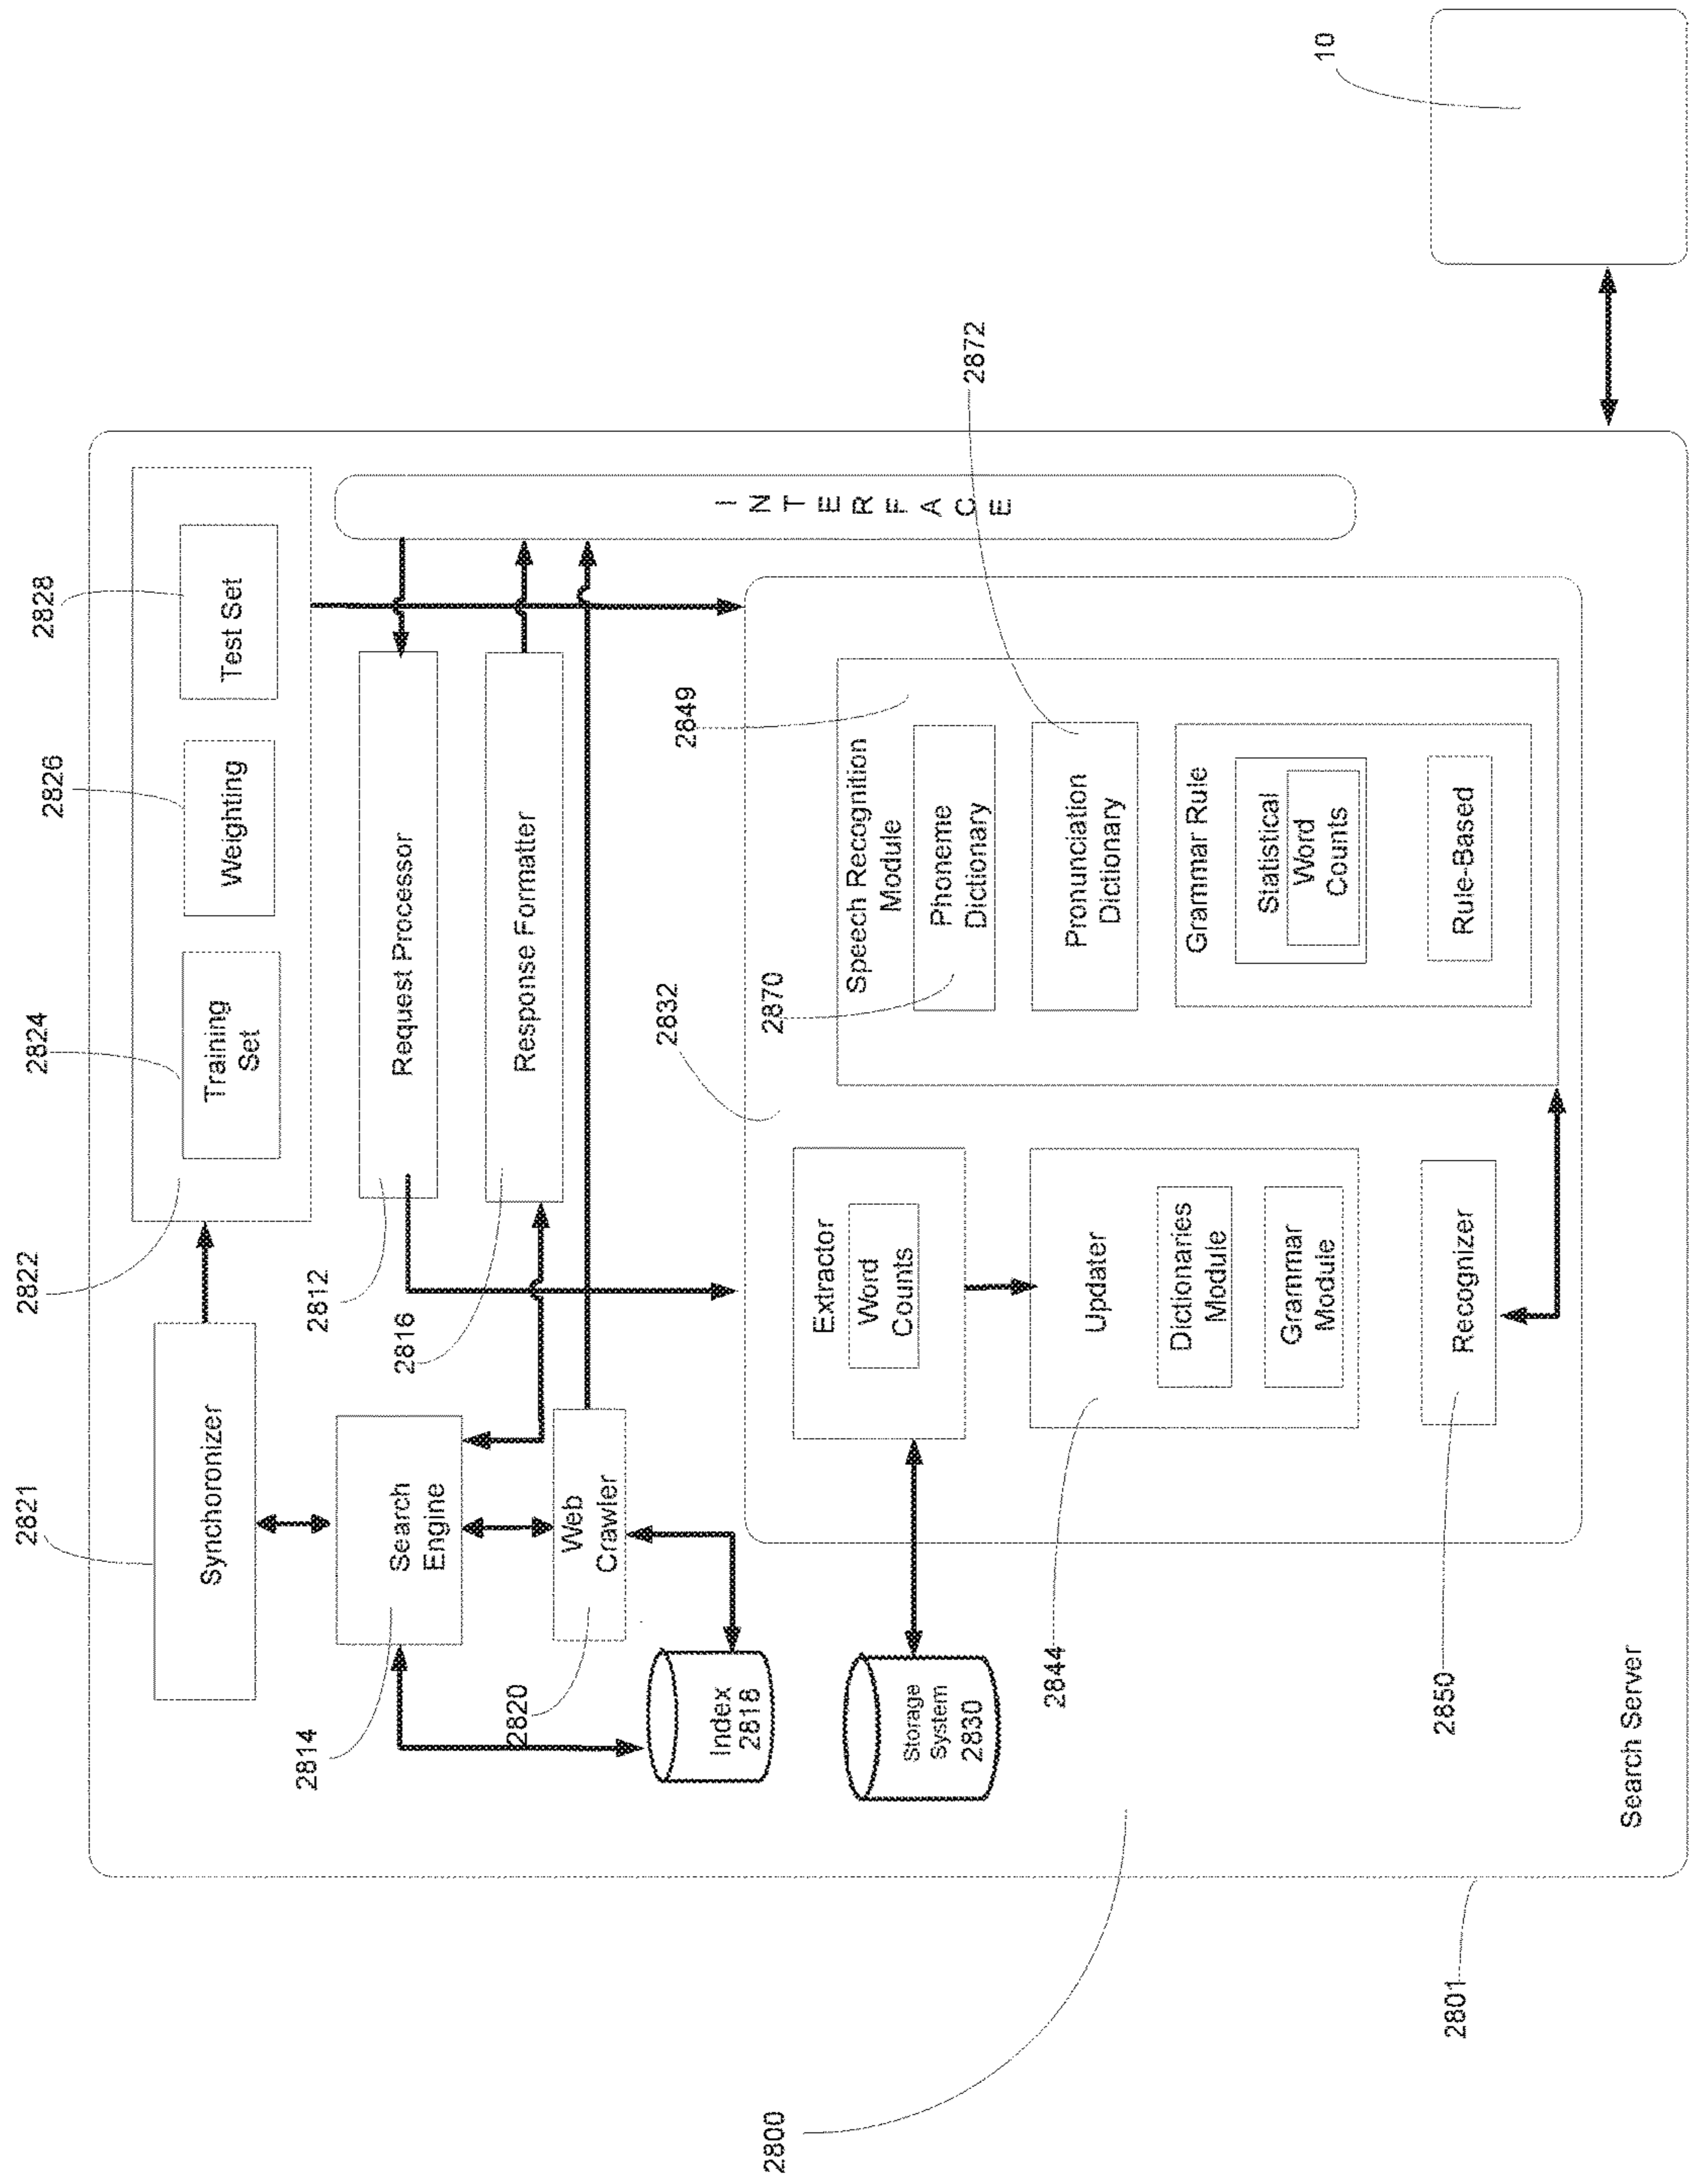 2821
2822
2824
2826
2828
Synchoronizer
Training
Set
Weighting
Test Set
10
2814
2812
Search
Engine
Request Processor
2816
Response Formatter
2820
Web
Crawler
INTERFACE
Index
2818
2832
2849
2872
Extractor
Word
Counts
2870
Speech Recognition
Module
Phoneme
Dictionary
Storage
System
2830
2844
Updater
Dictionaries
Module
Grammar
Module
Pronunciation
Dictionary
Grammar Rule
Statistical
Word
Counts
Rule-Based
2850
Recognizer
Search Server
2800
2801